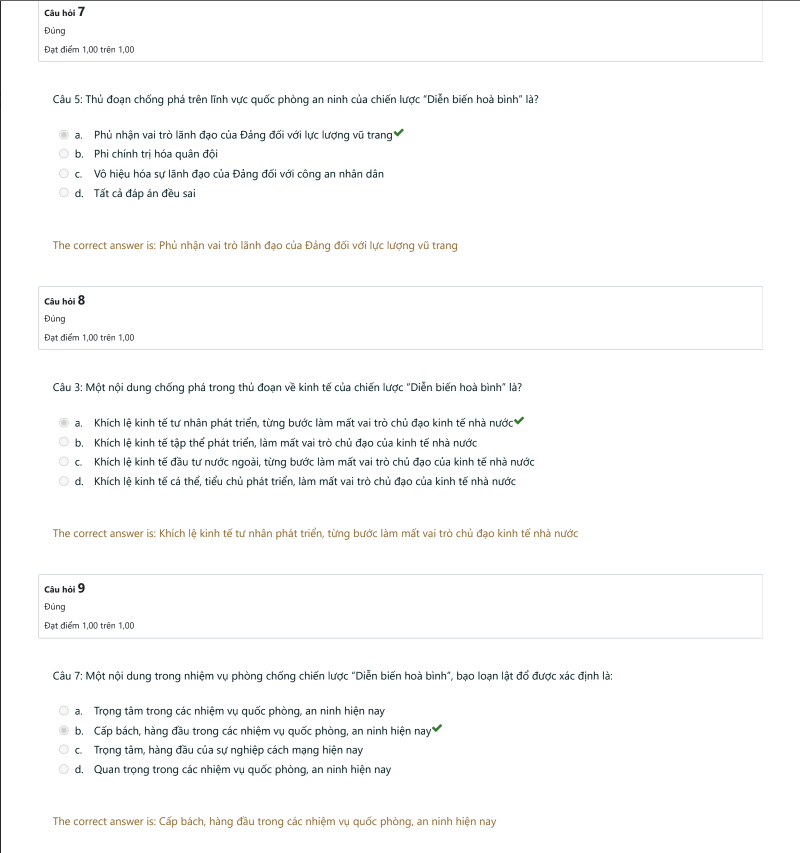 Câu hỏi 7
Đúng
Đạt điểm 1,00 trên 1,00
Câu 5: Thủ đoạn chống phá trên lĩnh vực quốc phòng an ninh của chiến lược "Diễn biến hoà bình" là?
a. Phủ nhận vai trò lãnh đạo của Đảng đối với lực lượng vũ trang
b. Phi chính trị hóa quân đội
c. Vô hiệu hóa sự lãnh đạo của Đảng đối với công an nhân dân
d. Tất cả đáp án đều sai
The correct answer is: Phủ nhận vai trò lãnh đạo của Đảng đối với lực lượng vũ trang
Câu hỏi 8
Đúng
Đạt điểm 1,00 trên 1,00
Câu 3: Một nội dung chống phá trong thủ đoạn về kinh tế của chiến lược "Diễn biến hoà bình" là?
a. Khích lệ kinh tế tư nhân phát triển, từng bước làm mất vai trò chủ đạo kinh tế nhà nước
b. Khích lệ kinh tế tập thể phát triển, làm mất vai trò chủ đạo của kinh tế nhà nước
c. Khích lệ kinh tế đầu tư nước ngoài, từng bước làm mất vai trò chủ đạo của kinh tế nhà nước
d. Khích lệ kinh tế cá thể, tiểu chủ phát triển, làm mất vai trò chủ đạo của kinh tế nhà nước
The correct answer is: Khích lệ kinh tế tư nhân phát triển, từng bước làm mất vai trò chủ đạo kinh tế nhà nước
Câu hỏi 9
Đúng
Đạt điểm 1,00 trên 1,00
Câu 7: Một nội dung trong nhiệm vụ phòng chống chiến lược "Diễn biến hoà bình", bạo loạn lật đổ được xác định là:
a. Trọng tâm trong các nhiệm vụ quốc phòng, an ninh hiện nay
b. Cấp bách, hàng đầu trong các nhiệm vụ quốc phòng, an ninh hiện nay
c. Trọng tâm, hàng đầu của sự nghiệp cách mạng hiện nay
d. Quan trọng trong các nhiệm vụ quốc phòng, an ninh hiện nay
The correct answer is: Cấp bách, hàng đầu trong các nhiệm vụ quốc phòng, an ninh hiện nay